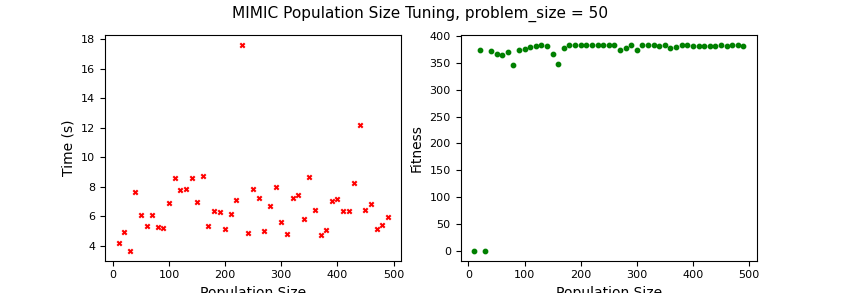 MIMIC Population Size Tuning, problem_size = 50
Time (s)
18
16
14
12
10
8
6
4
0 100 200 300 400 500
Population Size
Fitness
400
350
300
250
200
150
100
50
0
0 100 200 300 400 500
Population Size